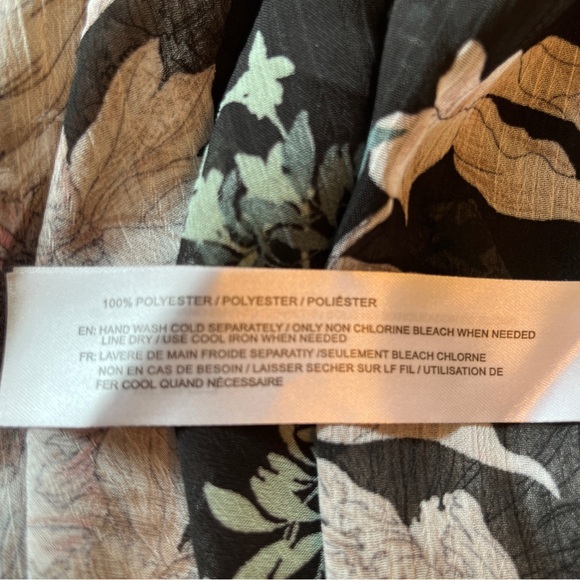 100% POLYESTER / POLYESTER / POLIÉSTER
EN: HAND WASH COLD SEPARATELY / ONLY NON CHLORINE BLEACH WHEN NEEDED
LINE DRY / USE COOL IRON WHEN NEEDED
FR: LAVERE DE MAIN FROIDE SEPARATIY /SEULEMENT BLEACH CHLORNE
NON EN CAS DE BESOIN / LAISSER SECHER SUR LF FIL / UTILISATION DE
FER COOL QUAND NÉCESSAIRE